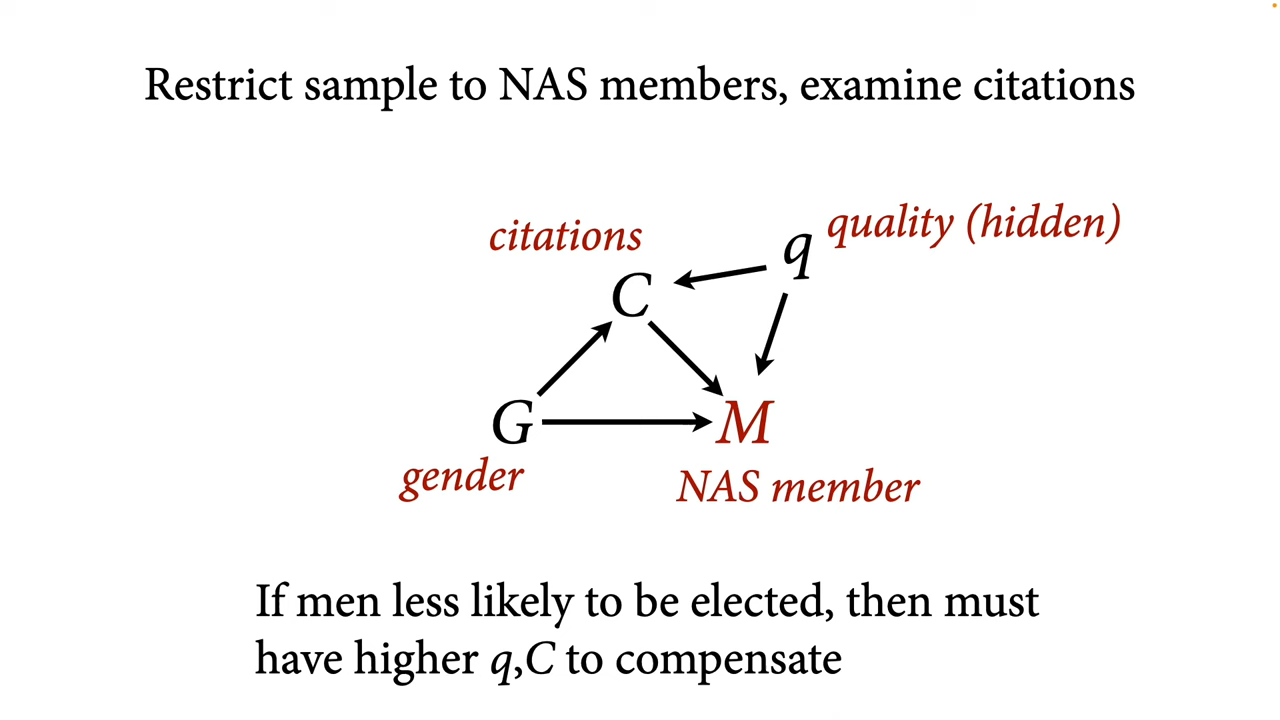 Restrict sample to NAS members, examine citations
citations
quality (hidden)
q
C
G
M
gender
NAS member
If men less likely to be elected, then must
have higher q,C to compensate